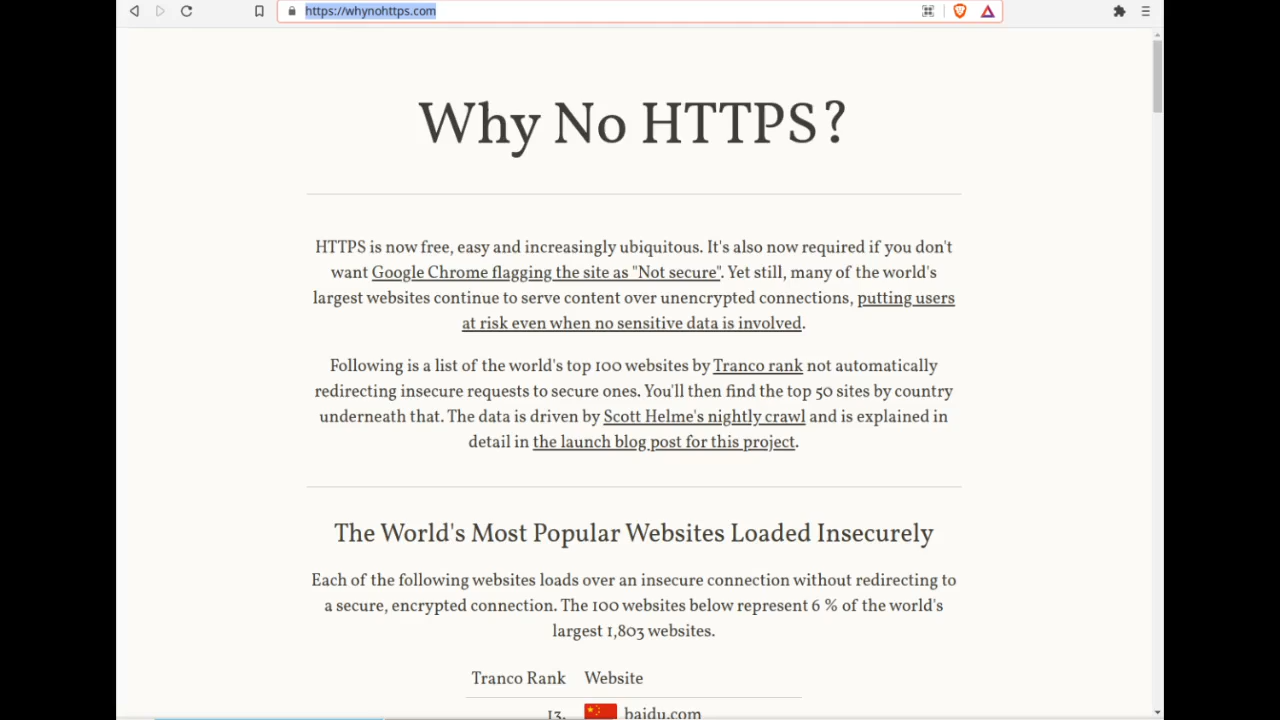 https://whynohttps.com
Why No HTTPS?
HTTPS is now free, easy and increasingly ubiquitous. It's also now required if you don't
want Google Chrome flagging the site as "Not secure". Yet still, many of the world's
largest websites continue to serve content over unencrypted connections, putting users
at risk even when no sensitive data is involved.
Following is a list of the world's top 100 websites by Tranco rank not automatically
redirecting insecure requests to secure ones. You'll then find the top 50 sites by country
underneath that. The data is driven by Scott Helme's nightly crawl and is explained in
detail in the launch blog post for this project.
The World's Most Popular Websites Loaded Insecurely
Each of the following websites loads over an insecure connection without redirecting to
a secure, encrypted connection. The 100 websites below represent 6 % of the world's
largest 1,803 websites.
Tranco Rank Website
13. baidu.com